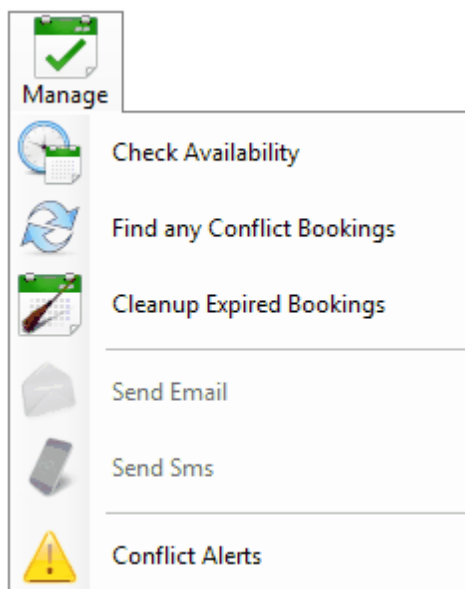 Manage
Check Availability
Find any Conflict Bookings
Cleanup Expired Bookings
Send Email
Send Sms
Conflict Alerts